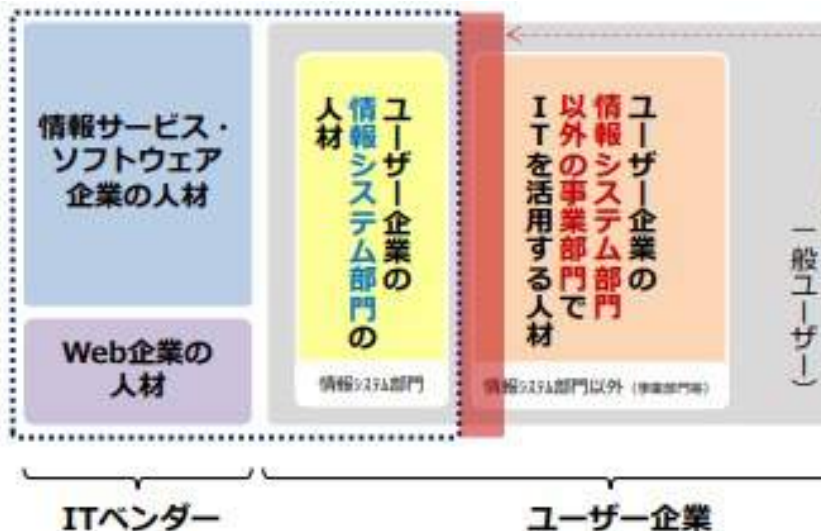 情報サービス・
ソフトウェア
企業の人材
Web企業の
人材
ユーザー企業の
情報システム部門の
人材
情報システム部門
ユーザー企業の
情報システム部門
以外の事業部門で
ITを活用する人材
情報システム部門以外（事業部門等）
一般ユーザー）
ITベンダー
ユーザー企業